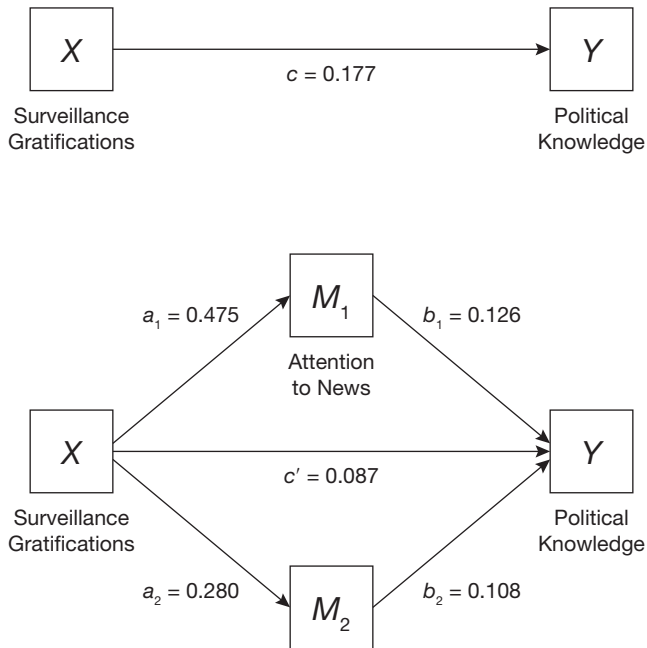 X
Y
c = 0.177
Surveillance
Gratifications
Political
Knowledge
M₁
a₁ = 0.475
b₁ = 0.126
Attention
to News
X
Y
c′ = 0.087
Surveillance
Gratifications
Political
Knowledge
a₂ = 0.280
b₂ = 0.108
M₂